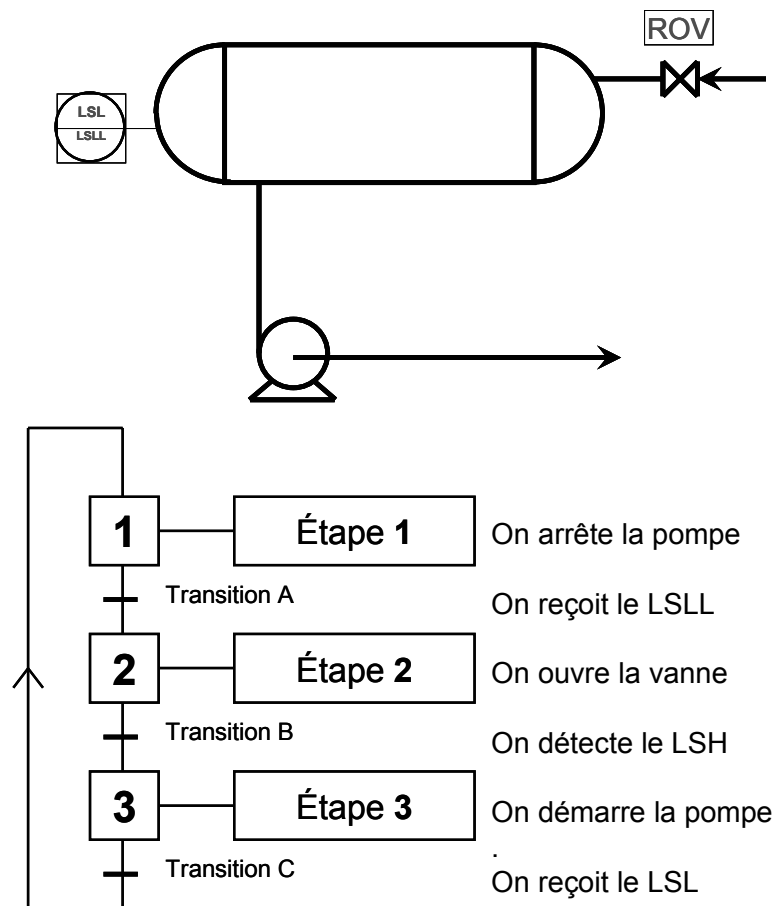 ROV
LSL
LSLL
1 Étape 1 On arrête la pompe
Transition A On reçoit le LSLL
2 Étape 2 On ouvre la vanne
Transition B On détecte le LSH
3 Étape 3 On démarre la pompe
.
Transition C On reçoit le LSL